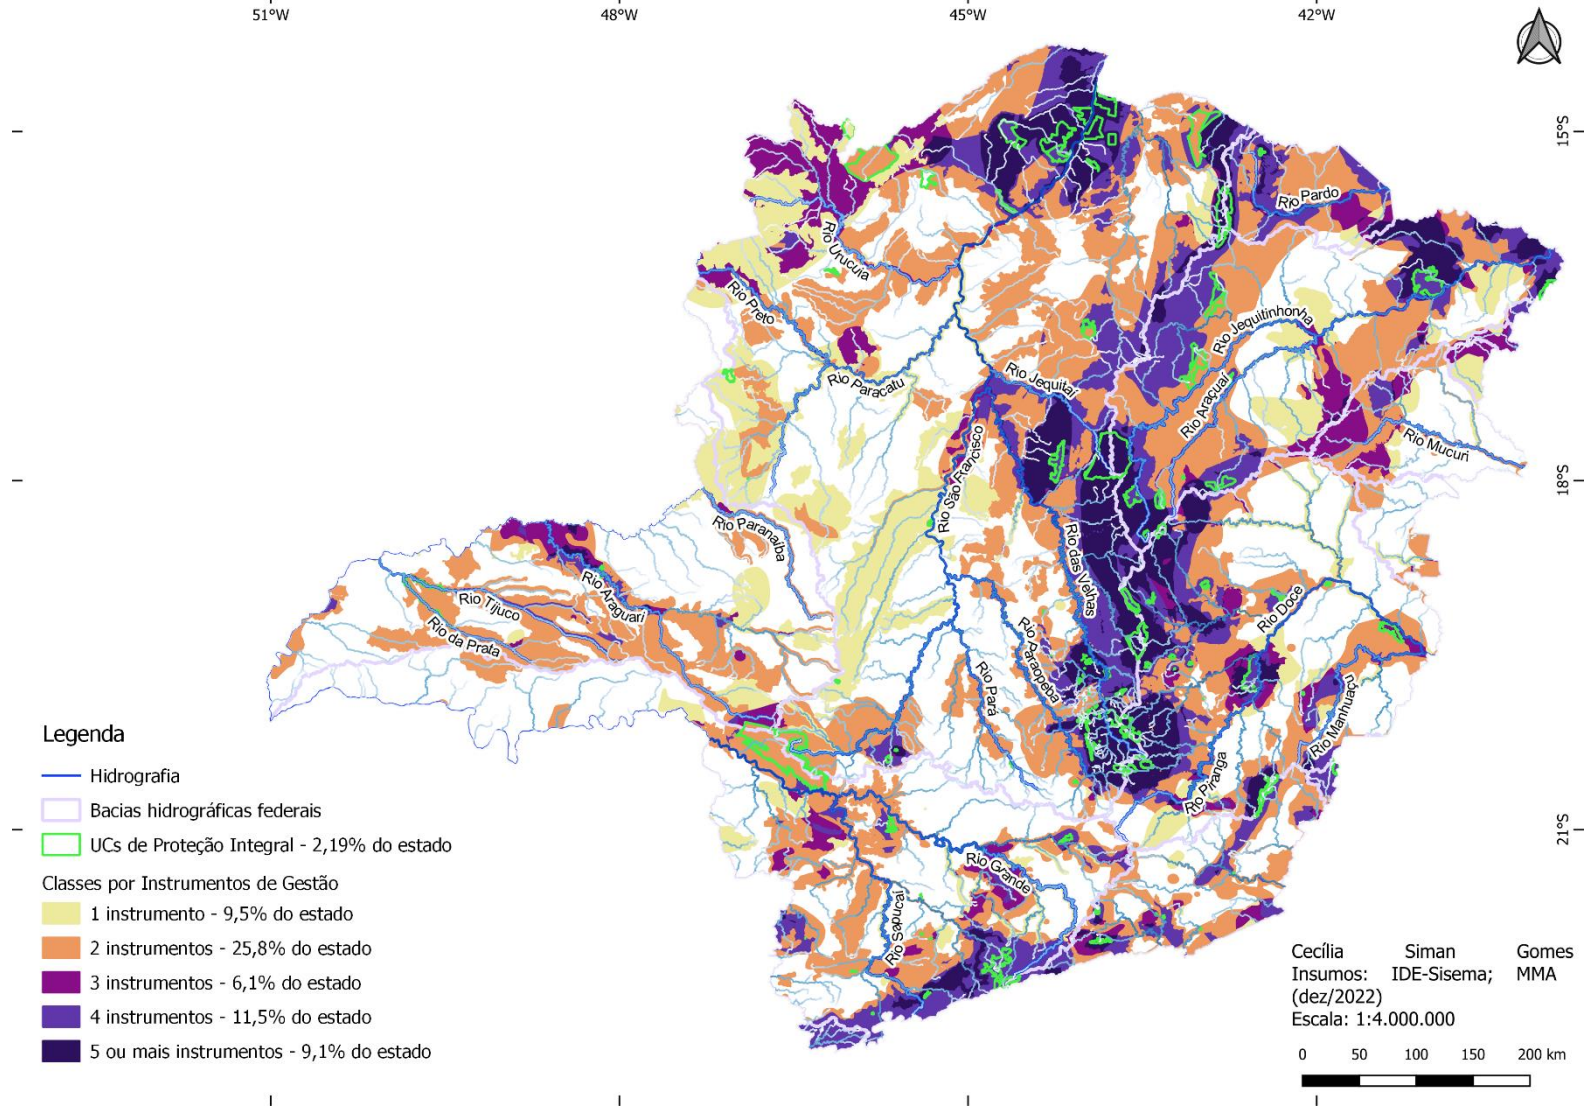 51°W
48°W
45°W
42°W
15°S
Rio Pardo
Rio Urucuia
Rio Preto
Rio Jequitinhonha
Rio Paracatu
Rio Jequitaí
Rio Araçuaí
Rio Mucuri
Rio São Francisco
18°S
Rio Paranaíba
Rio das Velhas
Rio Araguari
Rio Tijuco
Rio da Prata
Rio Doce
Rio Paraopeba
Rio Pará
Rio Manhuaçu
Rio Piranga
21°S
Rio Grande
Rio Sapucaí
Legenda
Hidrografia
Bacias hidrográficas federais
UCs de Proteção Integral - 2,19% do estado
Classes por Instrumentos de Gestão
1 instrumento - 9,5% do estado
2 instrumentos - 25,8% do estado
3 instrumentos - 6,1% do estado
4 instrumentos - 11,5% do estado
5 ou mais instrumentos - 9,1% do estado
Cecília Siman Gomes
Insumos: IDE-Sisema; MMA
(dez/2022)
Escala: 1:4.000.000
0 50 100 150 200 km